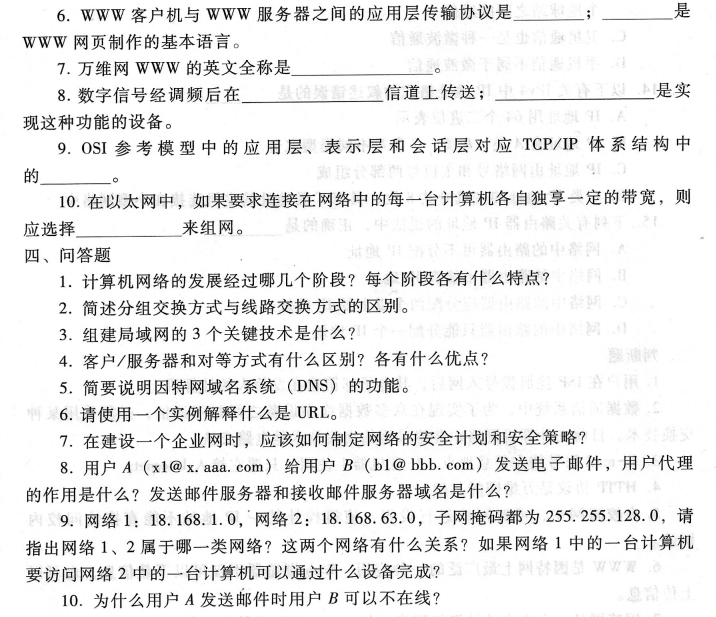 6. WWW 客户机与 WWW 服务器之间的应用层传输协议是________；________是
WWW 网页制作的基本语言。
7. 万维网 WWW 的英文全称是________________。
8. 数字信号经调频后在________________信道上传送；________________是实
现这种功能的设备。
9. OSI 参考模型中的应用层、表示层和会话层对应 TCP/IP 体系结构中
的________。
10. 在以太网中，如果要求连接在网络中的每一台计算机各自独享一定的带宽，则
应选择____________来组网。
四、问答题
1. 计算机网络的发展经过哪几个阶段？每个阶段各有什么特点？
2. 简述分组交换方式与线路交换方式的区别。
3. 组建局域网的 3 个关键技术是什么？
4. 客户/服务器和对等方式有什么区别？各有什么优点？
5. 简要说明因特网域名系统（DNS）的功能。
6. 请使用一个实例解释什么是 URL。
7. 在建设一个企业网时，应该如何制定网络的安全计划和安全策略？
8. 用户 A（x1@x.aaa.com）给用户 B（b1@bbb.com）发送电子邮件，用户代理
的作用是什么？发送邮件服务器和接收邮件服务器域名是什么？
9. 网络 1：18.168.1.0，网络 2：18.168.63.0，子网掩码都为 255.255.128.0，请
指出网络 1、2 属于哪一类网络？这两个网络有什么关系？如果网络 1 中的一台计算机
要访问网络 2 中的一台计算机可以通过什么设备完成？
10. 为什么用户 A 发送邮件时用户 B 可以不在线？